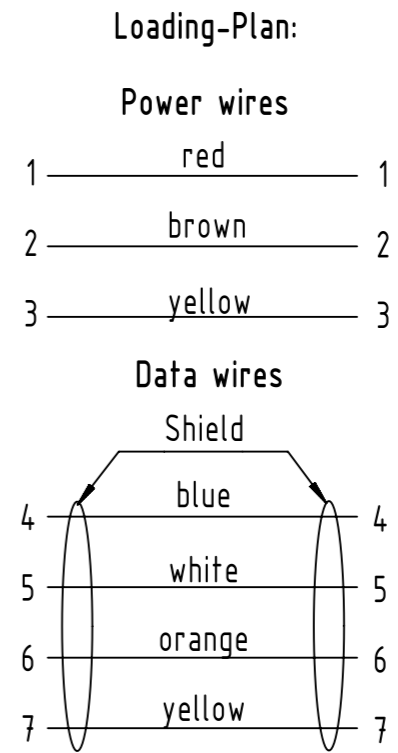 Loading-Plan:
Power wires
1 red 1
2 brown 2
3 yellow 3
Data wires
Shield
4 blue 4
5 white 5
6 orange 6
7 yellow 7